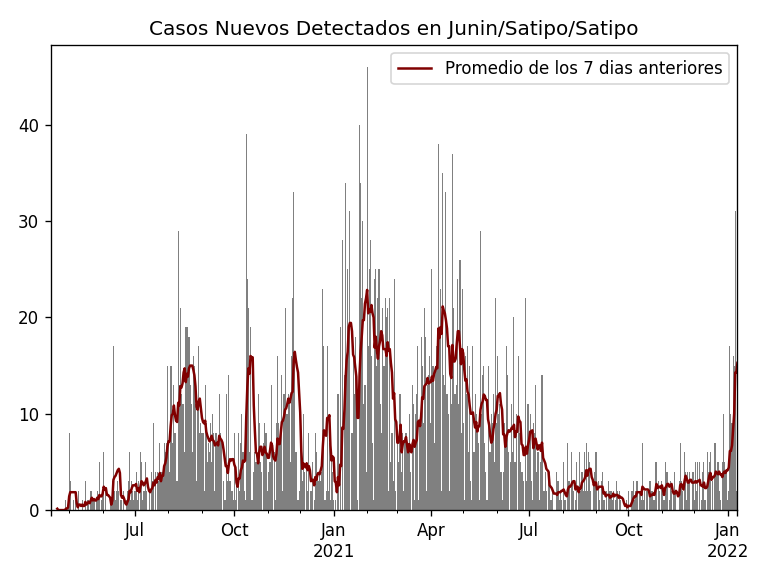 Casos Nuevos Detectados en Junin/Satipo/Satipo
Promedio de los 7 dias anteriores
40
30
20
10
0
Jul
Oct
Jan
2021
Apr
Jul
Oct
Jan
2022